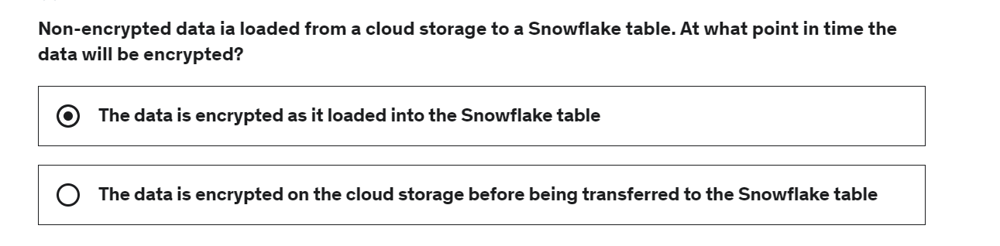 Non-encrypted data ia loaded from a cloud storage to a Snowflake table. At what point in time the
data will be encrypted?
The data is encrypted as it loaded into the Snowflake table
The data is encrypted on the cloud storage before being transferred to the Snowflake table